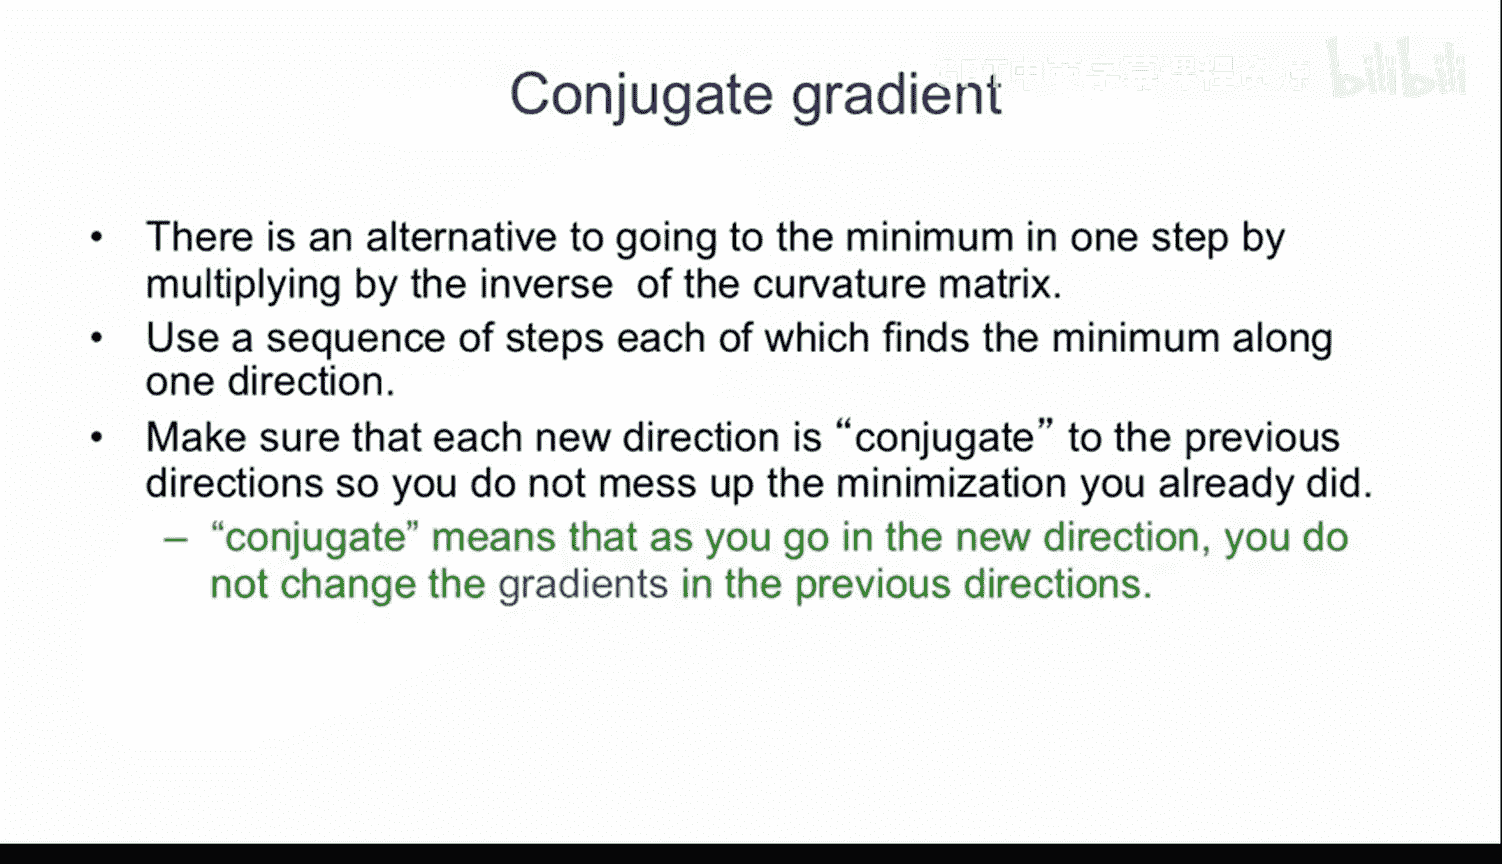 Conjugate gradient
bilibili
• There is an alternative to going to the minimum in one step by
multiplying by the inverse of the curvature matrix.
• Use a sequence of steps each of which finds the minimum along
one direction.
• Make sure that each new direction is “conjugate” to the previous
directions so you do not mess up the minimization you already did.
– “conjugate” means that as you go in the new direction, you do
not change the gradients in the previous directions.